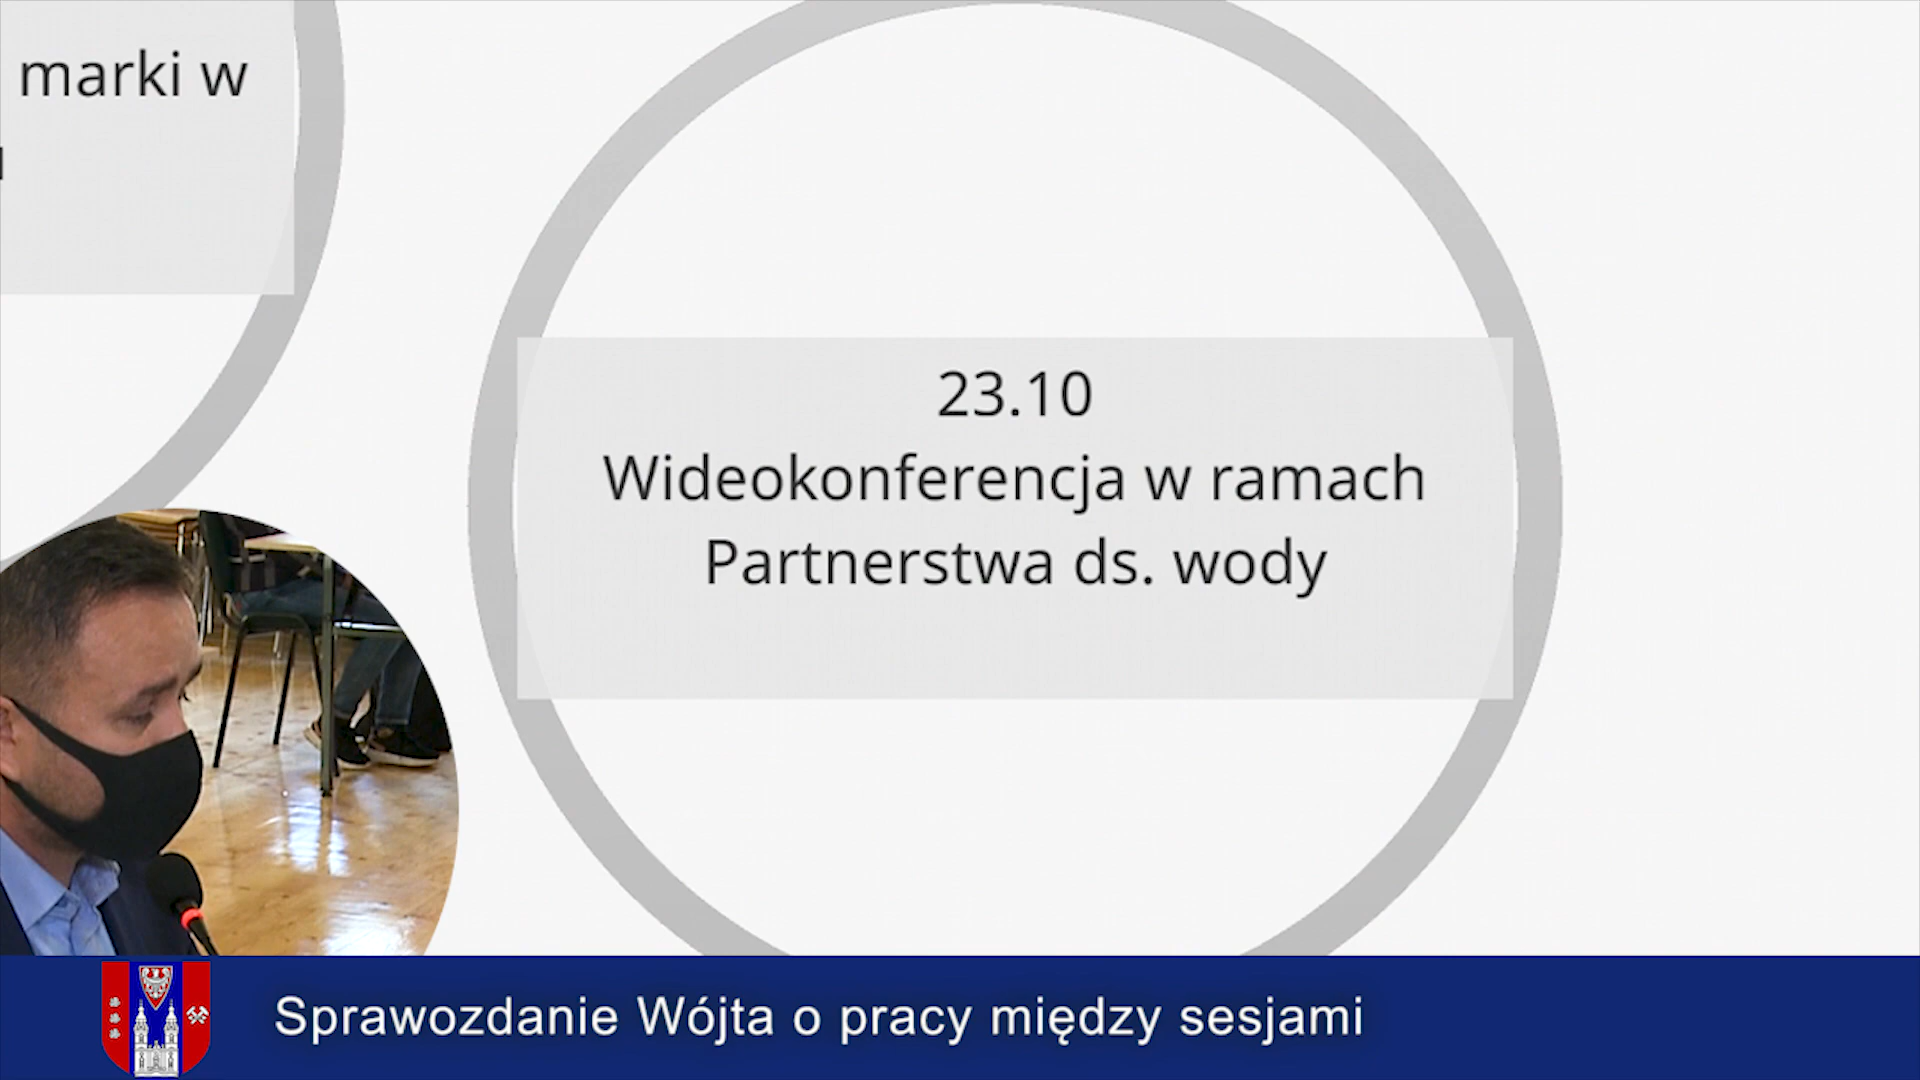 marki w
23.10
Wideokonferencja w ramach
Partnerstwa ds. wody
Sprawozdanie Wójta o pracy między sesjami